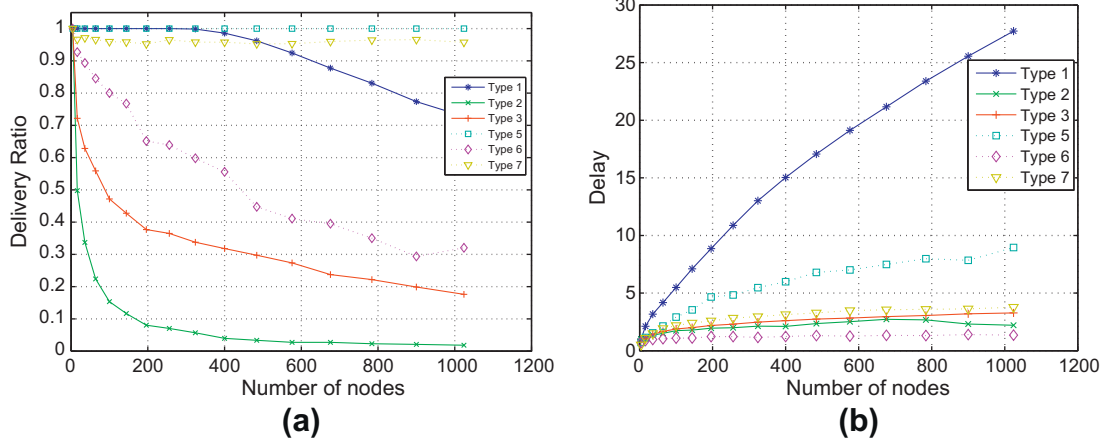 1
0.9
0.8
0.7
0.6
0.5
0.4
0.3
0.2
0.1
0
Delivery Ratio
Type 1
Type 2
Type 3
Type 5
Type 6
Type 7
0 200 400 600 800 1000 1200
Number of nodes
(a)
30
25
20
15
10
5
0
Delay
Type 1
Type 2
Type 3
Type 5
Type 6
Type 7
0 200 400 600 800 1000 1200
Number of nodes
(b)